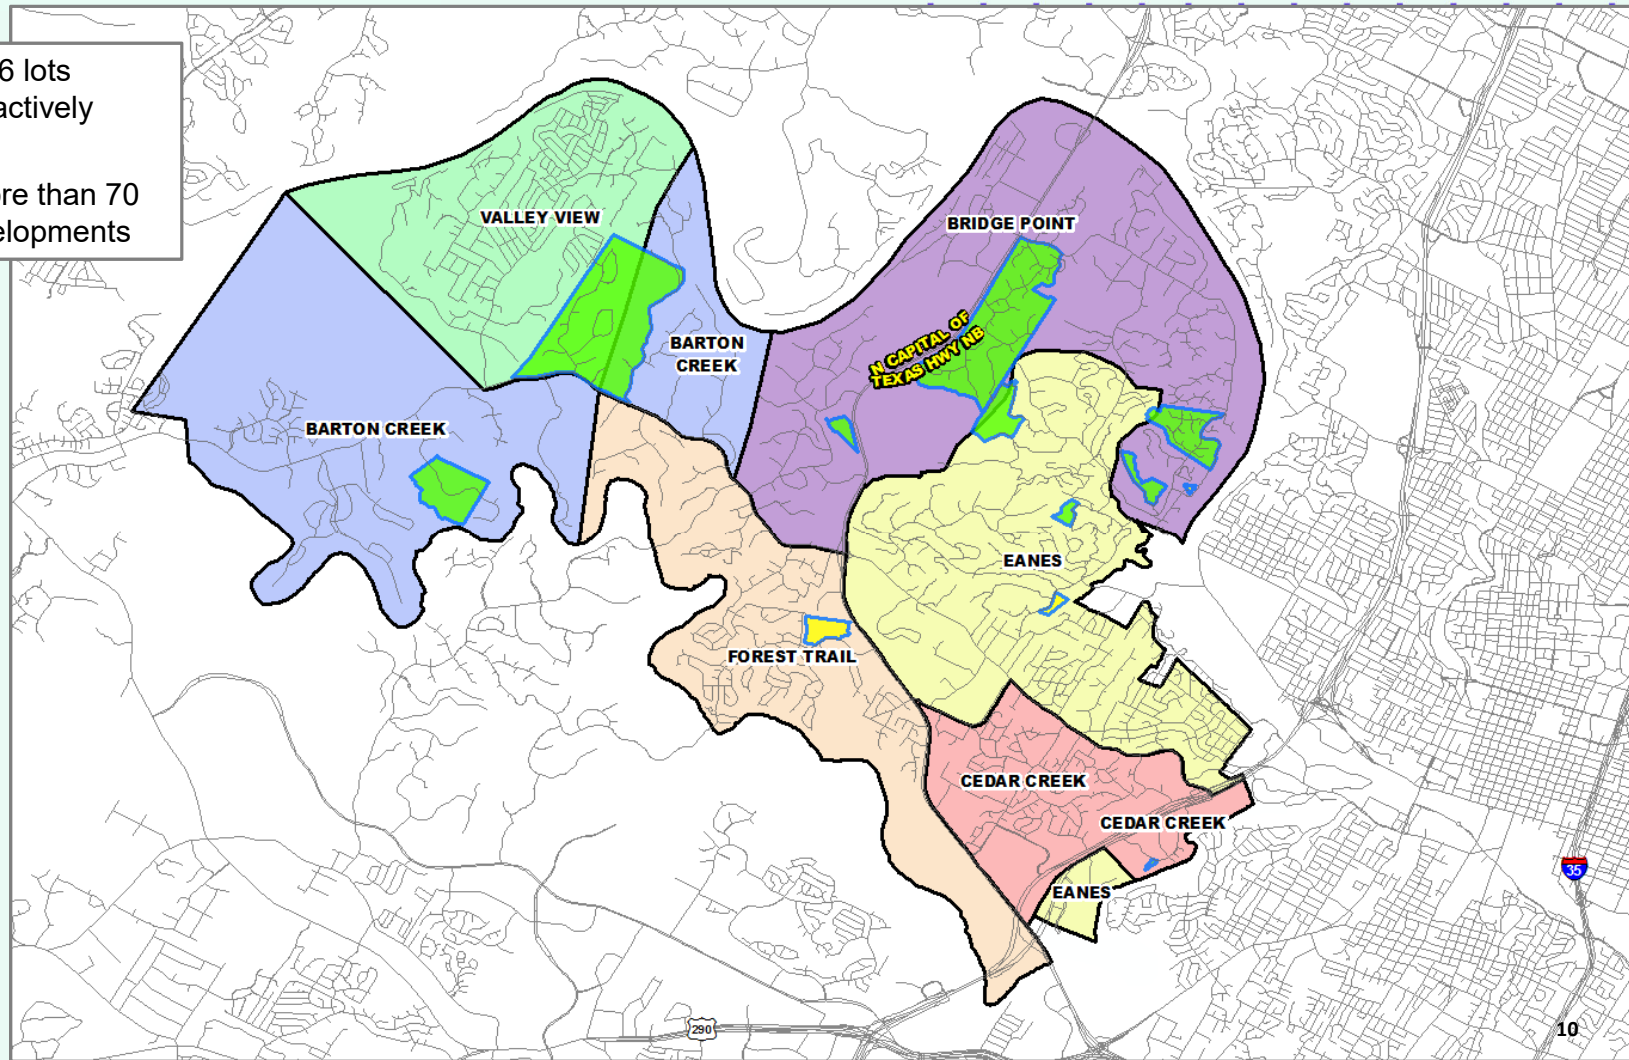 6 lots
actively
re than 70
elopments
VALLEY VIEW
BRIDGE POINT
N CAPITAL OF
TEXAS HWY NB
BARTON
CREEK
BARTON CREEK
EANES
FOREST TRAIL
CEDAR CREEK
CEDAR CREEK
EANES
35
290
10